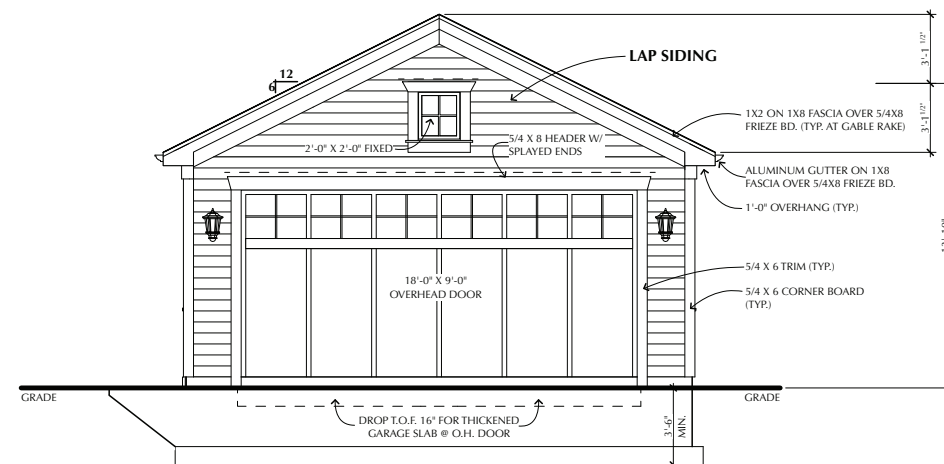 3'-1 1/2"
LAP SIDING
12
6
3'-1 1/2"
1X2 ON 1X8 FASCIA OVER 5/4X8
FRIEZE BD. (TYP. AT GABLE RAKE)
5/4 X 8 HEADER W/
SPLAYED ENDS
2'-0" X 2'-0" FIXED
ALUMINUM GUTTER ON 1X8
FASCIA OVER 5/4X8 FRIEZE BD.
1'-0" OVERHANG (TYP.)
18'-0" X 9'-0"
OVERHEAD DOOR
5/4 X 6 TRIM (TYP.)
5/4 X 6 CORNER BOARD
(TYP.)
GRADE
GRADE
DROP T.O.F. 16" FOR THICKENED
GARAGE SLAB @ O.H. DOOR
3'-6"
MIN.